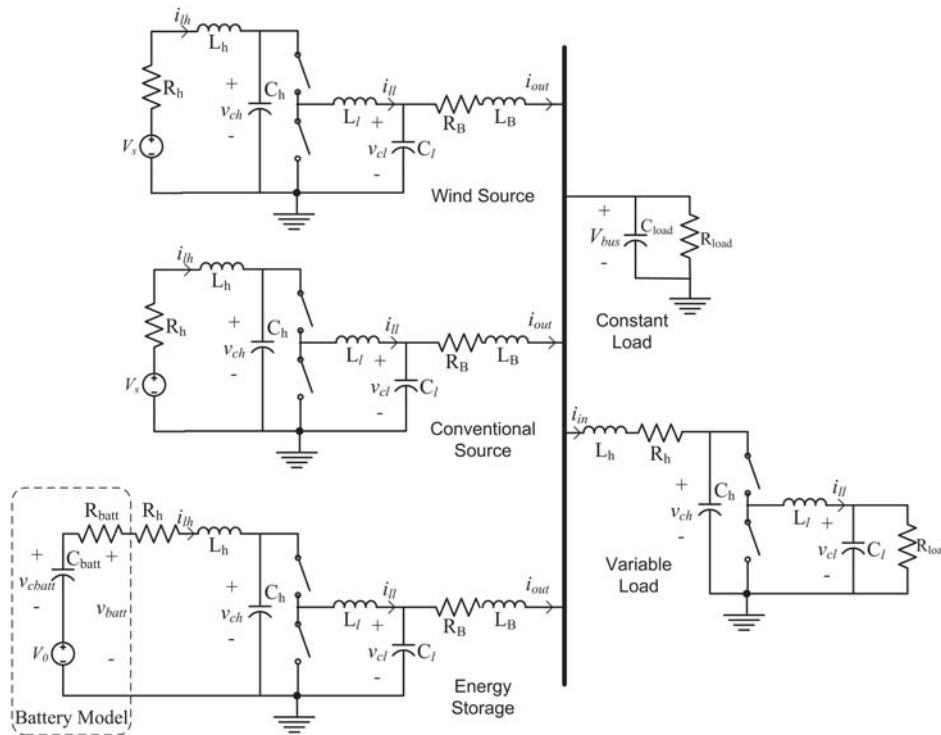 i_lh
L_h
R_h
+
v_ch
-
C_h
V_s
i_ll
L_l
+
v_cl
-
C_l
R_B
L_B
i_out
Wind Source
i_lh
L_h
R_h
+
v_ch
-
C_h
V_s
i_ll
L_l
+
v_cl
-
C_l
R_B
L_B
i_out
Conventional
Source
R_batt
R_h
i_lh
L_h
+
C_batt
v_cbatt
-
+
v_batt
-
V_0
Battery Model
+
v_ch
-
C_h
i_ll
L_l
+
v_cl
-
C_l
R_B
L_B
i_out
Energy
Storage
+
V_bus
-
C_load
R_load
Constant
Load
i_in
L_h
R_h
+
v_ch
-
C_h
i_ll
L_l
+
v_cl
-
C_l
R_loa
Variable
Load